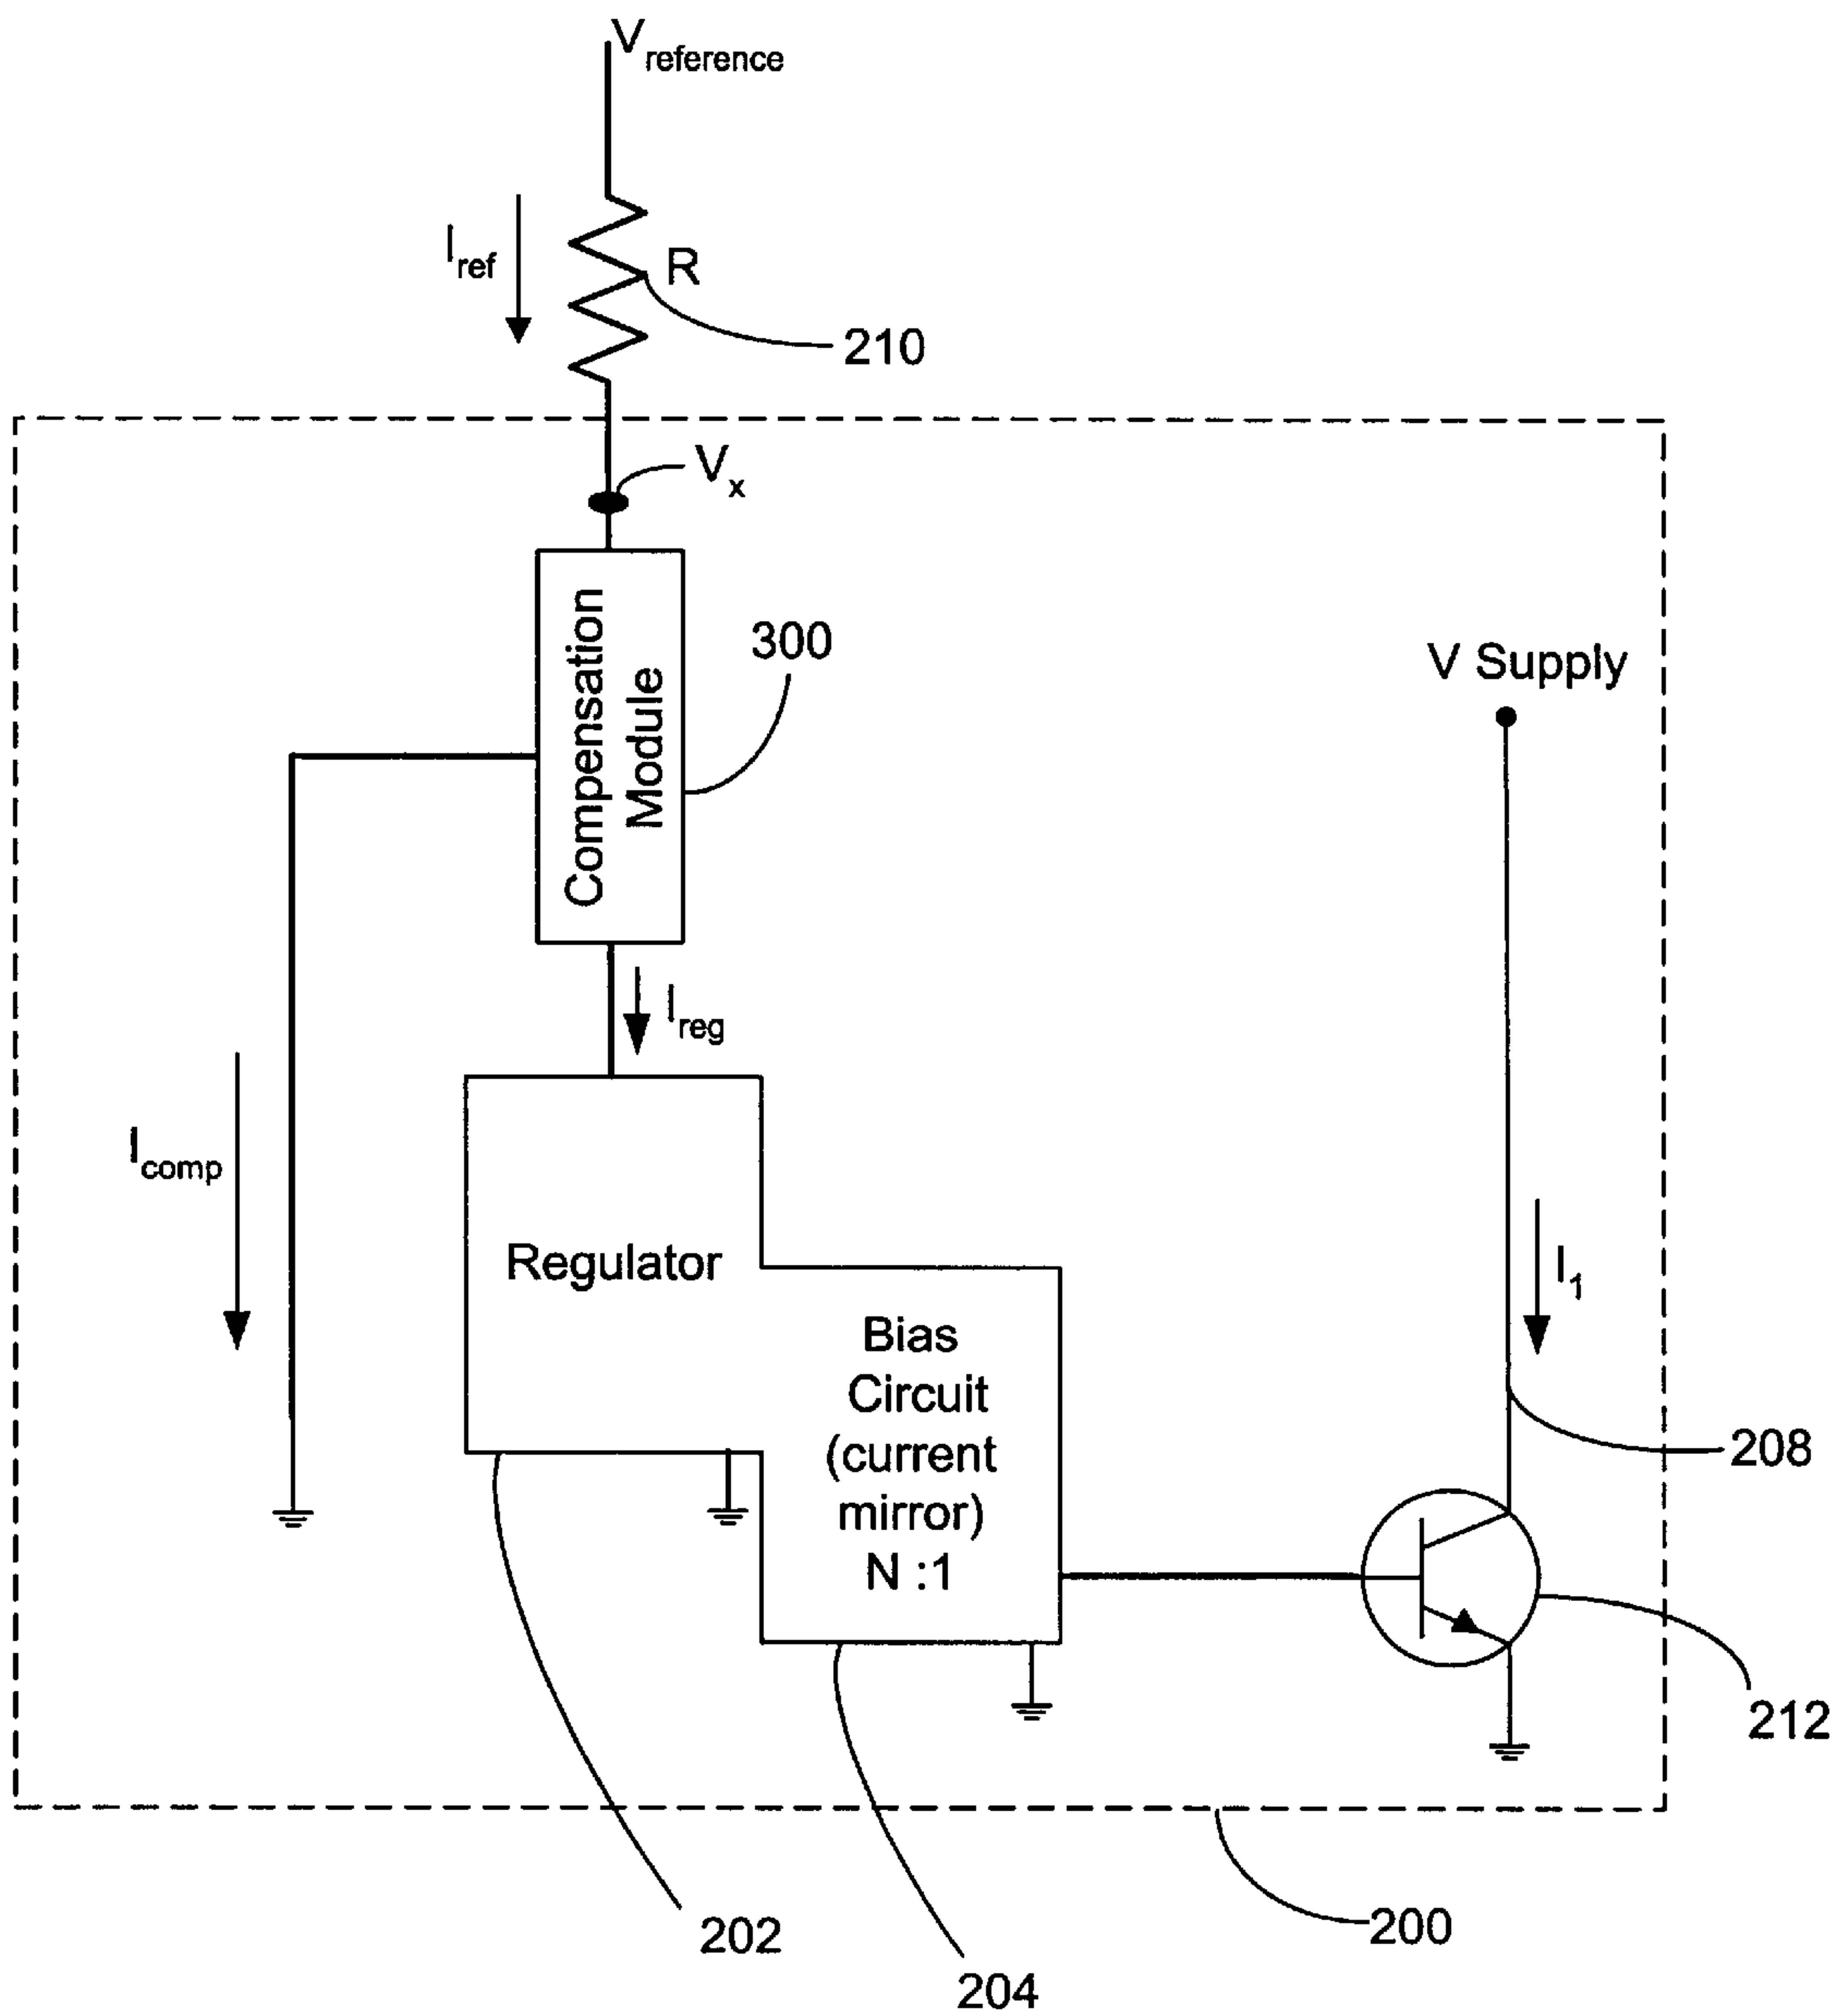 Vreference
Iref
R
210
Vx
Compensation
Module
300
V Supply
Ireg
Icomp
Regulator
I1
Bias
Circuit
(current
mirror)
N :1
208
212
200
202
204